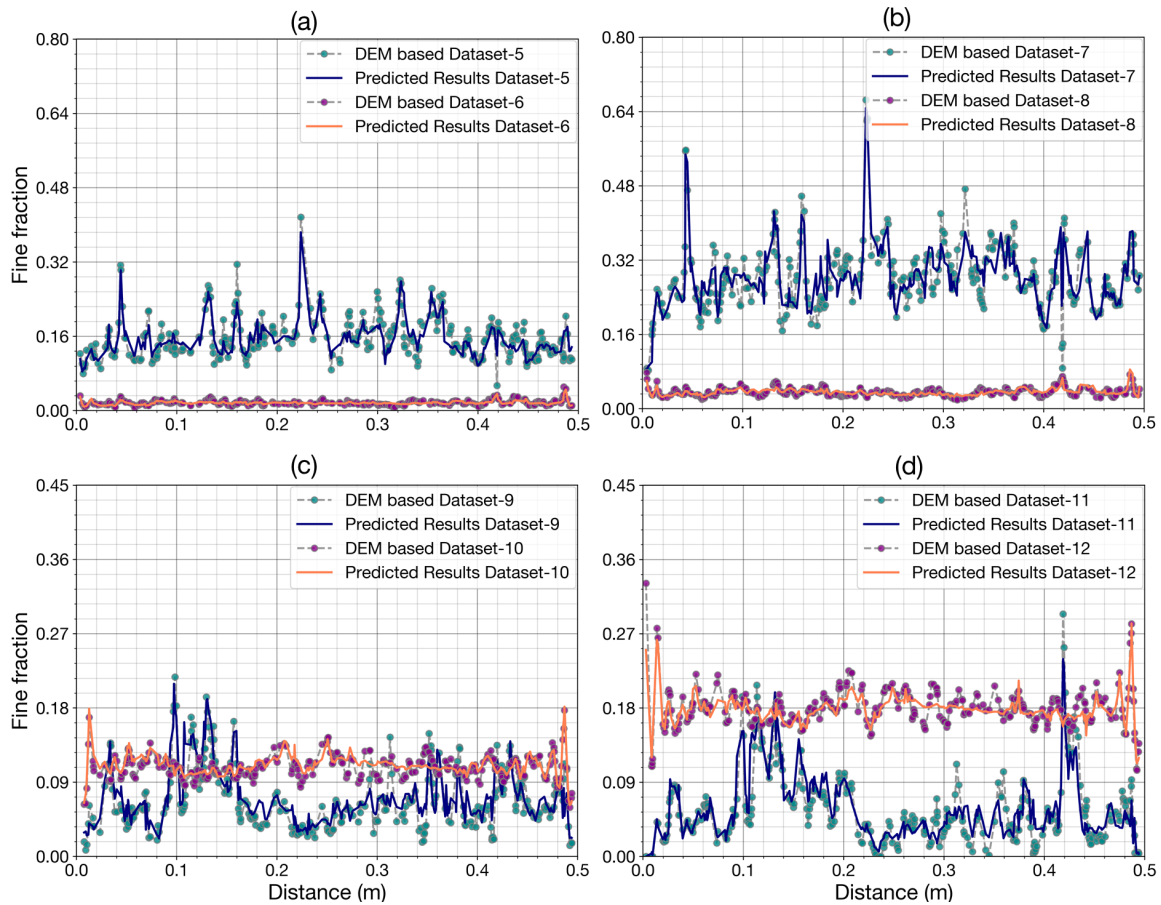 (a)
0.80
0.64
0.48
0.32
0.16
0.00
Fine fraction
0.0 0.1 0.2 0.3 0.4 0.5
DEM based Dataset-5
Predicted Results Dataset-5
DEM based Dataset-6
Predicted Results Dataset-6
(b)
0.80
0.64
0.48
0.32
0.16
0.00
0.0 0.1 0.2 0.3 0.4 0.5
DEM based Dataset-7
Predicted Results Dataset-7
DEM based Dataset-8
Predicted Results Dataset-8
(c)
0.45
0.36
0.27
0.18
0.09
0.00
Fine fraction
0.0 0.1 0.2 0.3 0.4 0.5
Distance (m)
DEM based Dataset-9
Predicted Results Dataset-9
DEM based Dataset-10
Predicted Results Dataset-10
(d)
0.45
0.36
0.27
0.18
0.09
0.00
0.0 0.1 0.2 0.3 0.4 0.5
Distance (m)
DEM based Dataset-11
Predicted Results Dataset-11
DEM based Dataset-12
Predicted Results Dataset-12